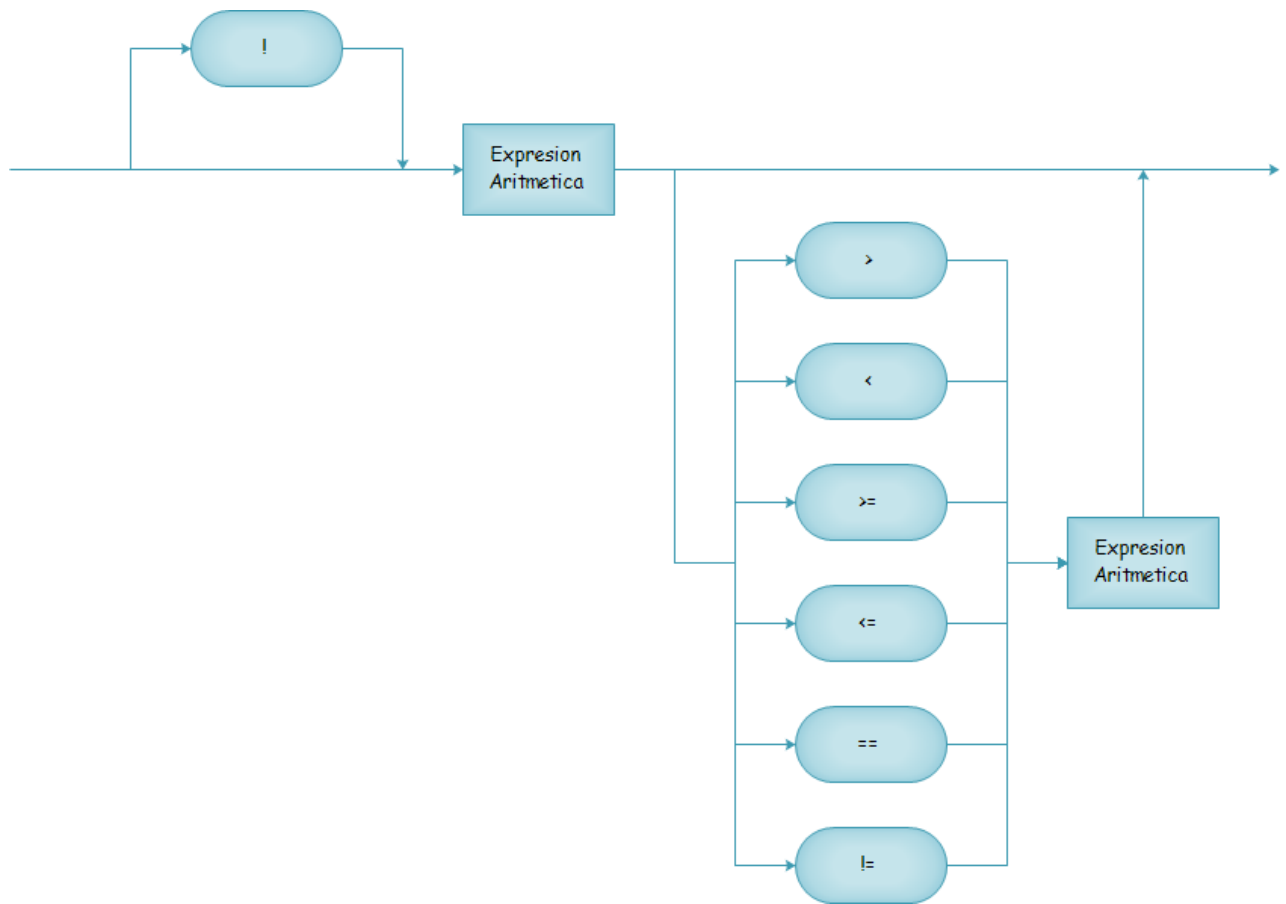 !
Expresion
Aritmetica
>
<
>=
<=
==
!=
Expresion
Aritmetica